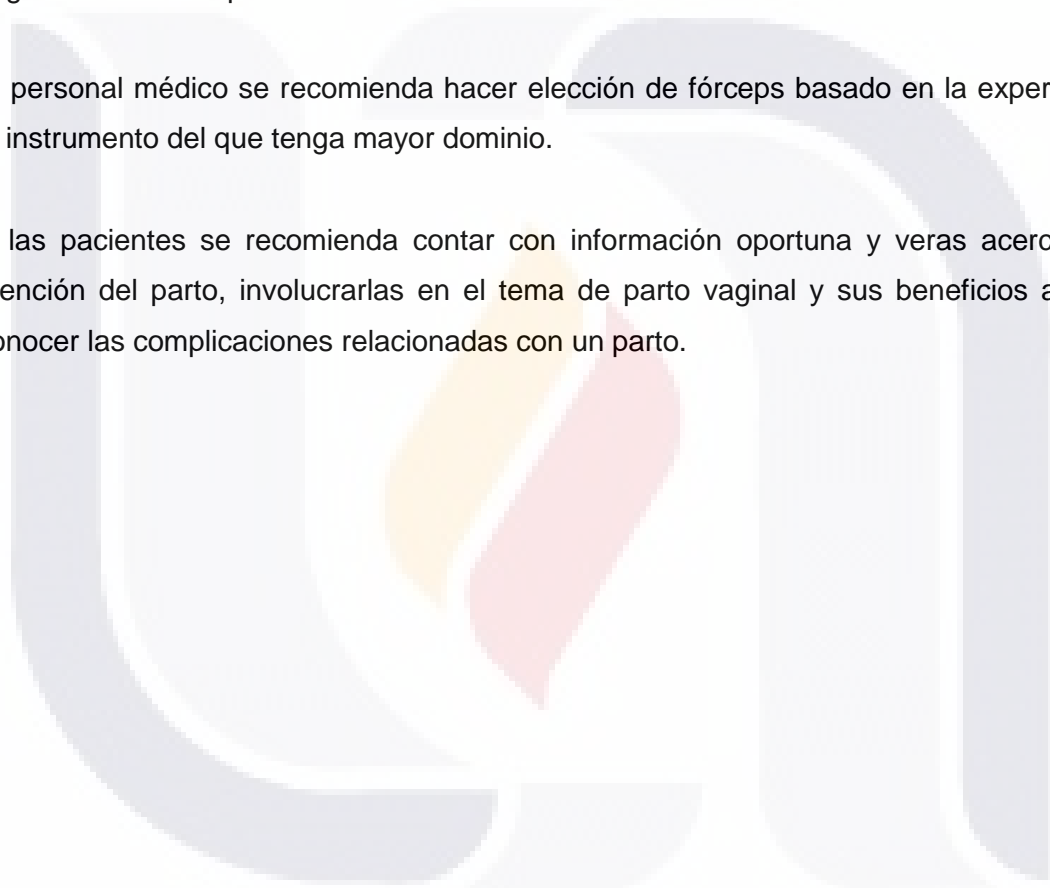 personal médico se recomienda hacer elección de fórceps basado en la exper
instrumento del que tenga mayor dominio.
las pacientes se recomienda contar con información oportuna y veras acerc
ención del parto, involucrarlas en el tema de parto vaginal y sus beneficios a
onocer las complicaciones relacionadas con un parto.